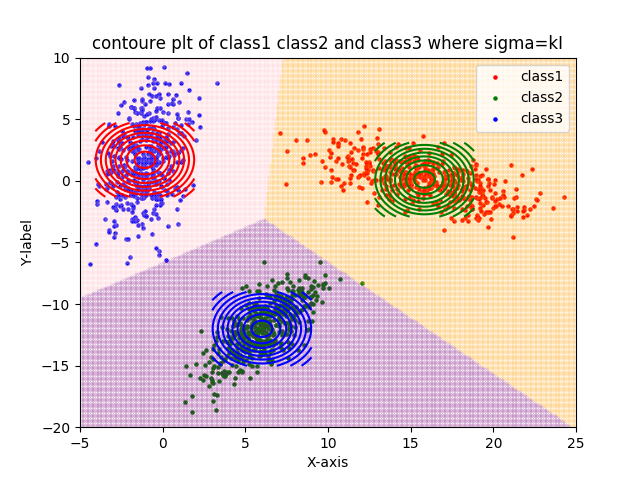 contoure plt of class1 class2 and class3 where sigma=kI
class1
class2
class3
10
5
0
−5
−10
−15
−20
Y-label
−5
0
5
10
15
20
25
X-axis